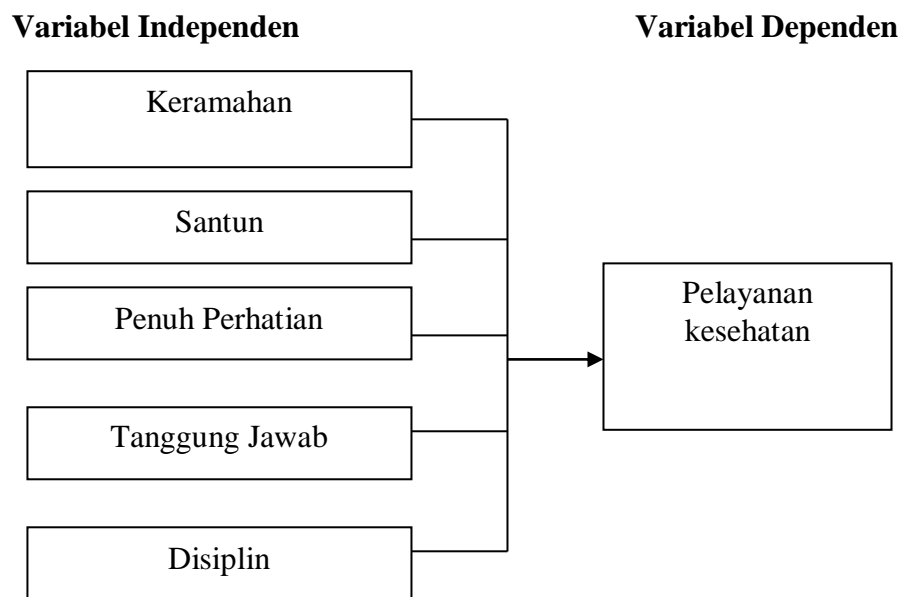 Variabel Independen
Variabel Dependen
Keramahan
Santun
Penuh Perhatian
Tanggung Jawab
Disiplin
Pelayanan
kesehatan